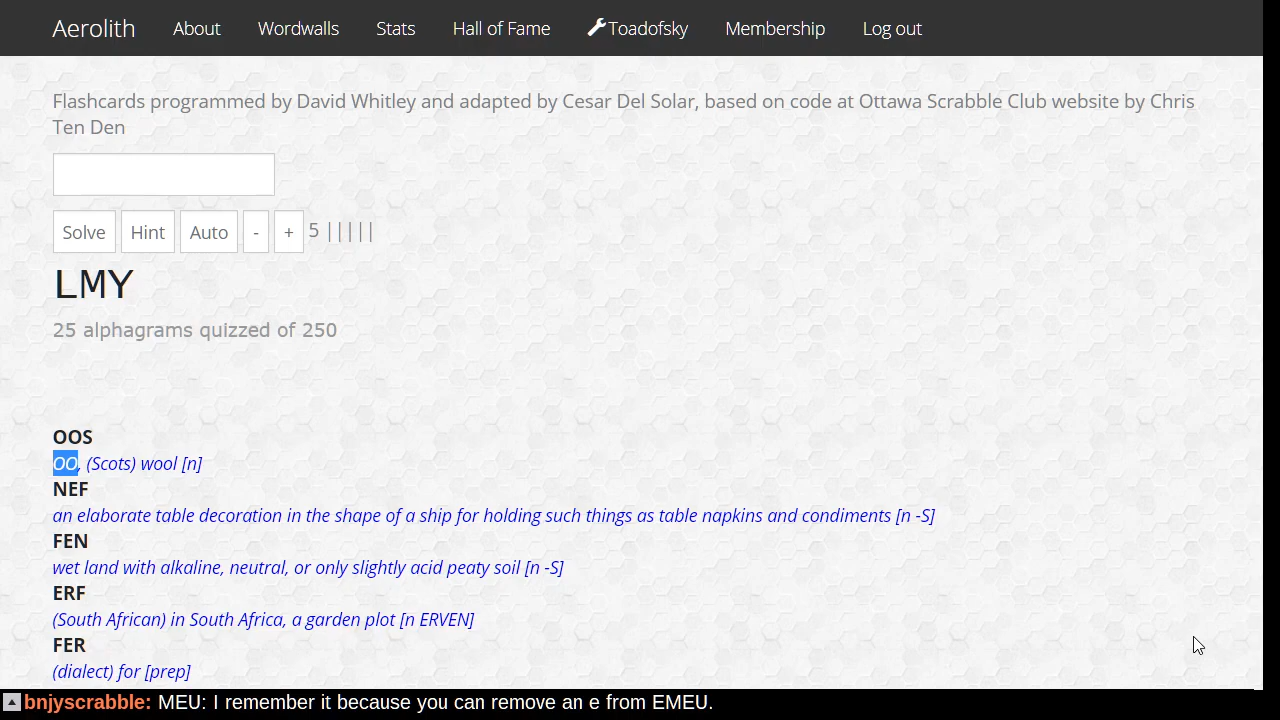 Aerolith About Wordwalls Stats Hall of Fame Toadofsky Membership Log out
Flashcards programmed by David Whitley and adapted by Cesar Del Solar, based on code at Ottawa Scrabble Club website by Chris
Ten Den
Solve Hint Auto - + 5 |||||
LMY
25 alphagrams quizzed of 250
OOS
OO, (Scots) wool [n]
NEF
an elaborate table decoration in the shape of a ship for holding such things as table napkins and condiments [n -S]
FEN
wet land with alkaline, neutral, or only slightly acid peaty soil [n -S]
ERF
(South African) in South Africa, a garden plot [n ERVEN]
FER
(dialect) for [prep]
bnjyscrabble: MEU: I remember it because you can remove an e from EMEU.